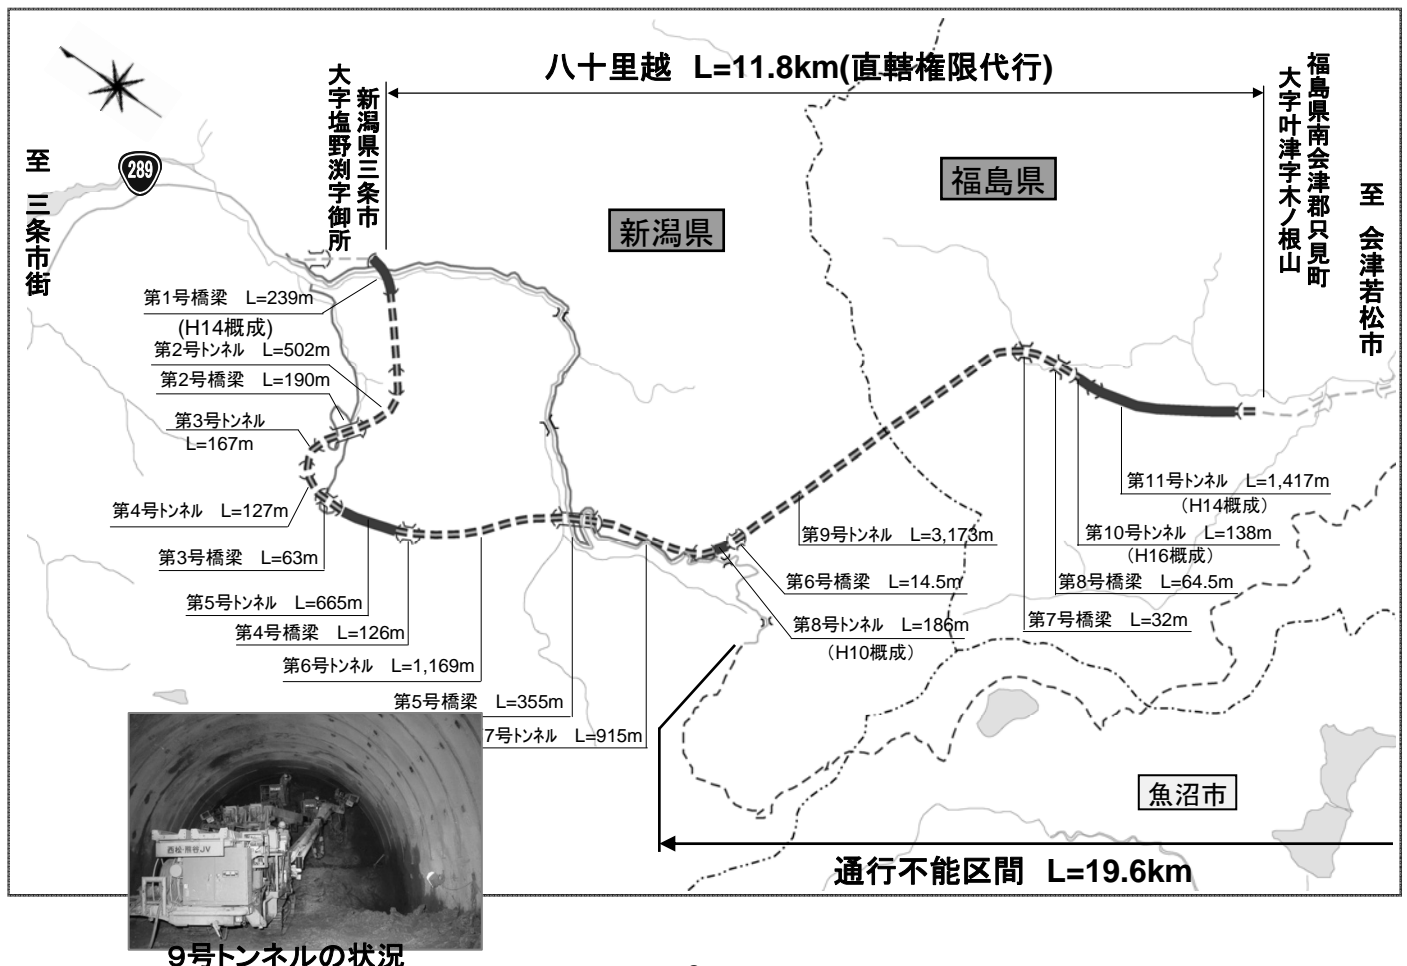 八十里越 L=11.8km(直轄権限代行)
新潟県三条市
大字塩野渕字御所
福島県南会津郡只見町
大字叶津字木ノ根山
至 三条市街
289
至 会津若松市
新潟県
福島県
第1号橋梁 L=239m
(H14概成)
第2号トンネル L=502m
第2号橋梁 L=190m
第3号トンネル
L=167m
第4号トンネル L=127m
第3号橋梁 L=63m
第5号トンネル L=665m
第4号橋梁 L=126m
第6号トンネル L=1,169m
第5号橋梁 L=355m
7号トンネル L=915m
第9号トンネル L=3,173m
第6号橋梁 L=14.5m
第8号トンネル L=186m
(H10概成)
第11号トンネル L=1,417m
(H14概成)
第10号トンネル L=138m
(H16概成)
第8号橋梁 L=64.5m
第7号橋梁 L=32m
魚沼市
通行不能区間 L=19.6km
西松・熊谷JV
9号トンネルの状況